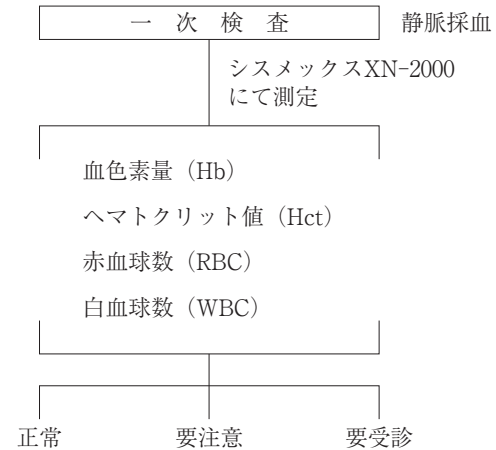 一次検査 静脈採血
シスメックスXN-2000
にて測定
血色素量（Hb）
ヘマトクリット値（Hct）
赤血球数（RBC）
白血球数（WBC）
正常 要注意 要受診